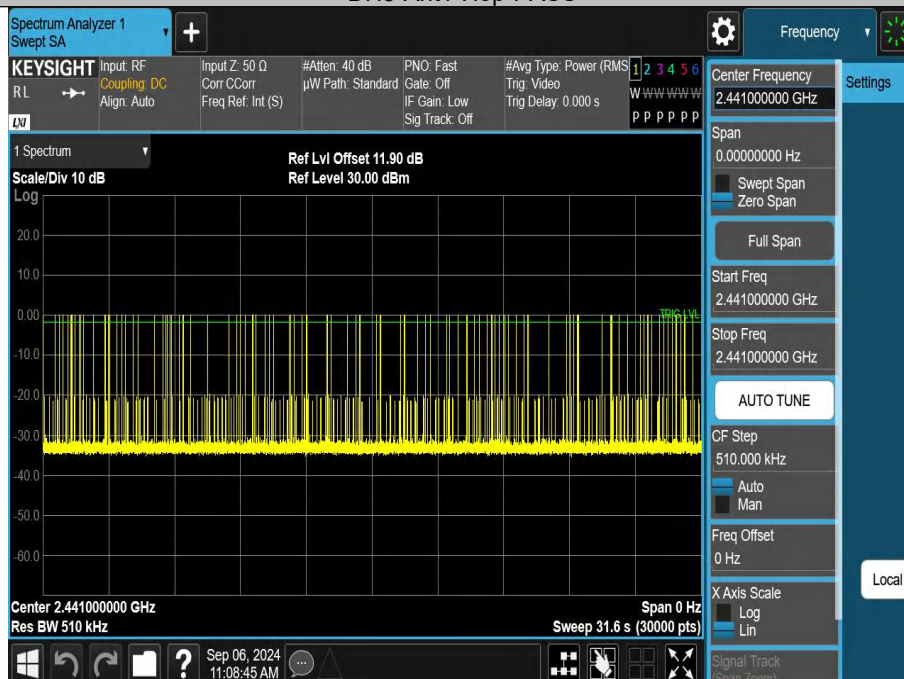 Spectrum Analyzer 1
Swept SA
+
Frequency
KEYSIGHT
RL
LXI
Input: RF
Coupling: DC
Align: Auto
Input Z: 50 Ω
Corr CCorr
Freq Ref: Int (S)
#Atten: 40 dB
µW Path: Standard
PNO: Fast
Gate: Off
IF Gain: Low
Sig Track: Off
#Avg Type: Power (RMS
Trig: Video
Trig Delay: 0.000 s
1 2 3 4 5 6
W W W W W W
P P P P P P
Center Frequency
2.441000000 GHz
Settings
1 Spectrum
Scale/Div 10 dB
Ref Lvl Offset 11.90 dB
Ref Level 30.00 dBm
Span
0.00000000 Hz
Swept Span
Zero Span
Full Span
Start Freq
2.441000000 GHz
Stop Freq
2.441000000 GHz
AUTO TUNE
CF Step
510.000 kHz
Auto
Man
Freq Offset
0 Hz
X Axis Scale
Log
Lin
Signal Track
(Span Zoom)
Local
Log
20.0
10.0
0.00
-10.0
-20.0
-30.0
-40.0
-50.0
-60.0
TRIG LVL
Center 2.441000000 GHz
Span 0 Hz
Res BW 510 kHz
Sweep 31.6 s (30000 pts)
?
Sep 06, 2024
11:08:45 AM